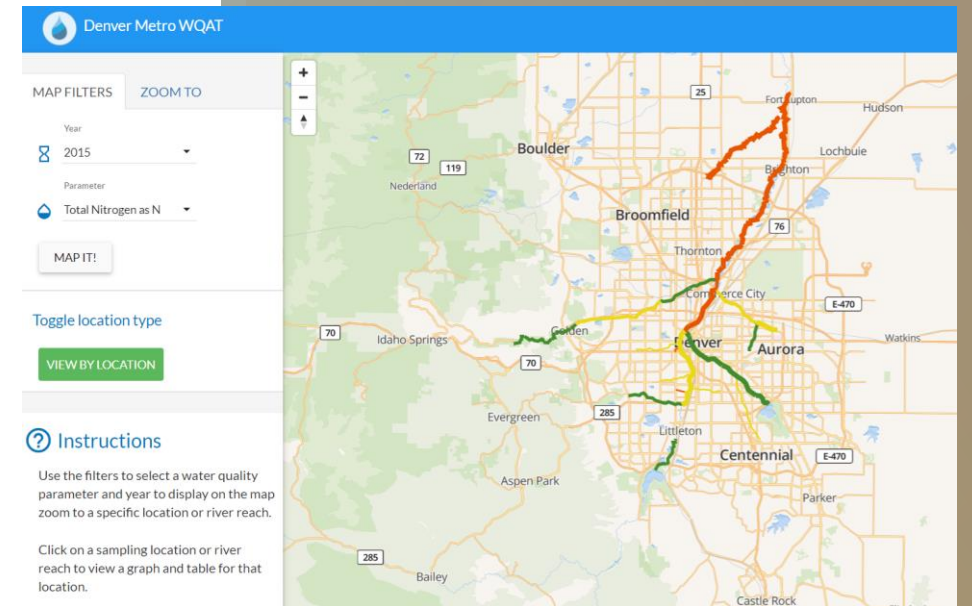 Denver Metro WQAT
MAP FILTERS
ZOOM TO
Year
2015
Parameter
Total Nitrogen as N
MAP IT!
Toggle location type
VIEW BY LOCATION
Instructions
Use the filters to select a water quality
parameter and year to display on the map
zoom to a specific location or river reach.
Click on a sampling location or river
reach to view a graph and table for that
location.
25
Fort Lupton
Hudson
Boulder
72
119
Lochbuie
Brighton
Nederland
Broomfield
76
Thornton
Commerce City
E-470
70
Idaho Springs
Golden
Denver
Aurora
Watkins
70
Evergreen
285
Littleton
Centennial
E-470
Aspen Park
Parker
285
Bailey
Castle Rock